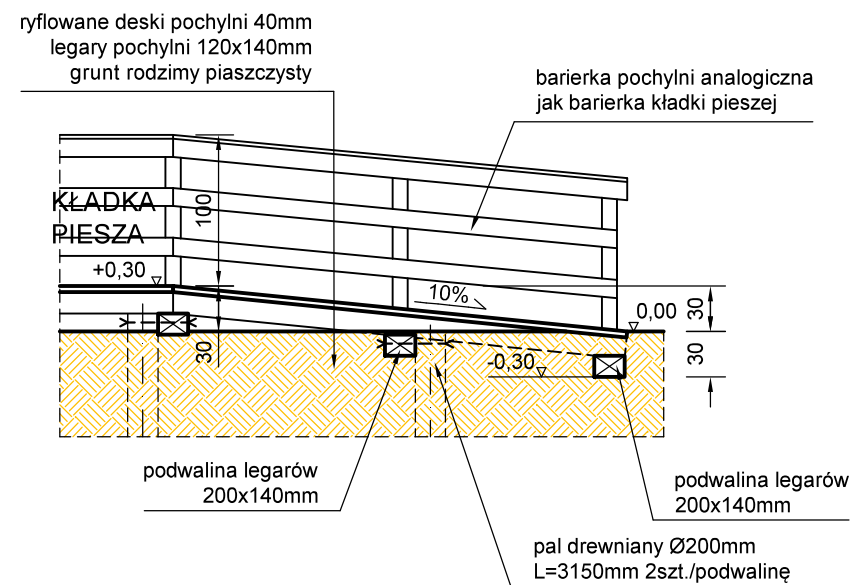 ryflowane deski pochylni 40mm
legary pochylni 120x140mm
grunt rodzimy piaszczysty
barierka pochylni analogiczna
jak barierka kładki pieszej
KŁADKA
PIESZA
100
+0,30
10%
0,00
30
30
30
-0,30
podwalina legarów
200x140mm
podwalina legarów
200x140mm
pal drewniany Ø200mm
L=3150mm 2szt./podwalinę